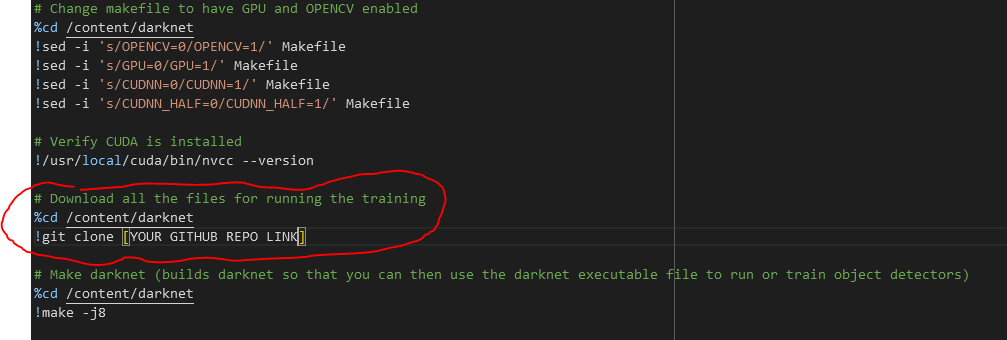 # Change makefile to have GPU and OPENCV enabled
%cd /content/darknet
!sed -i 's/OPENCV=0/OPENCV=1/' Makefile
!sed -i 's/GPU=0/GPU=1/' Makefile
!sed -i 's/CUDNN=0/CUDNN=1/' Makefile
!sed -i 's/CUDNN_HALF=0/CUDNN_HALF=1/' Makefile
# Verify CUDA is installed
!/usr/local/cuda/bin/nvcc --version
# Download all the files for running the training
%cd /content/darknet
!git clone [YOUR GITHUB REPO LINK]
# Make darknet (builds darknet so that you can then use the darknet executable file to run or train object detectors)
%cd /content/darknet
!make -j8